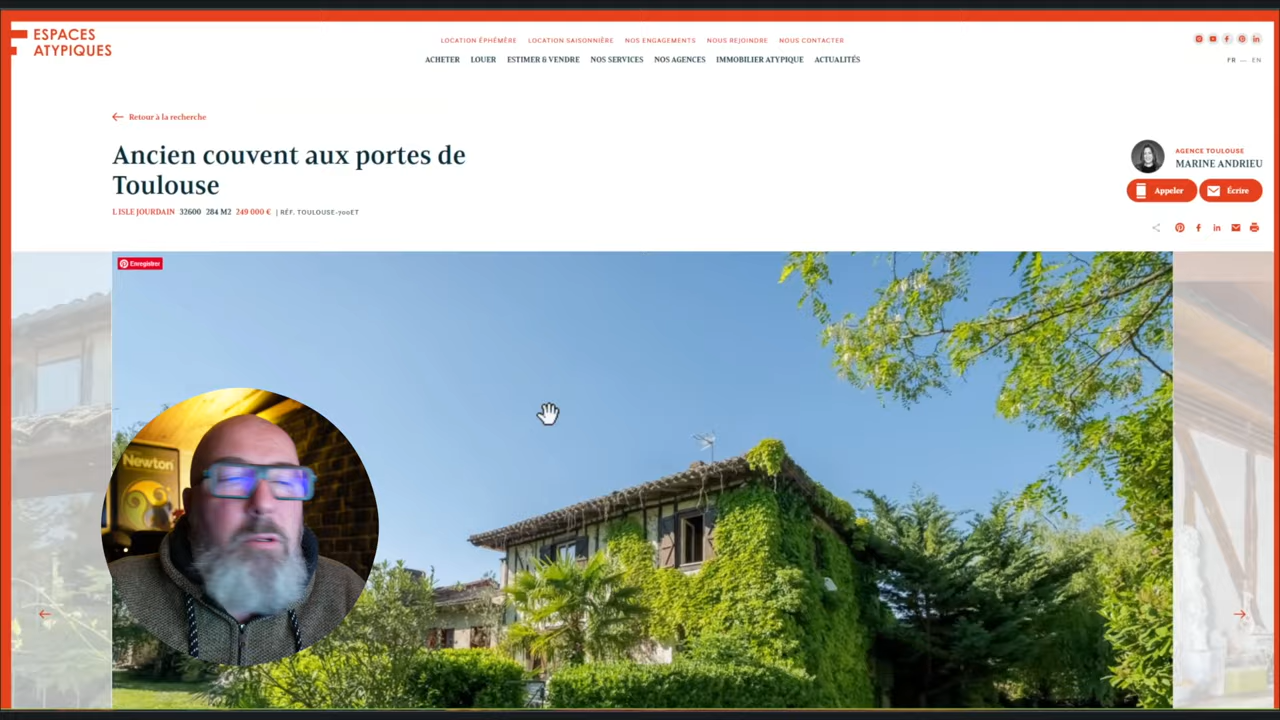 ESPACES
ATYPIQUES
LOCATION ÉPHÉMÈRE LOCATION SAISONNIÈRE NOS ENGAGEMENTS NOUS REJOINDRE NOUS CONTACTER
ACHETER LOUER ESTIMER & VENDRE NOS SERVICES NOS AGENCES IMMOBILIER ATYPIQUE ACTUALITÉS
FR — EN
← Retour à la recherche
Ancien couvent aux portes de
Toulouse
L ISLE JOURDAIN 32600 284 M2 249 000 € | RÉF. TOULOUSE-700ET
AGENCE TOULOUSE
MARINE ANDRIEU
Appeler Écrire
Enregistrer
Newton